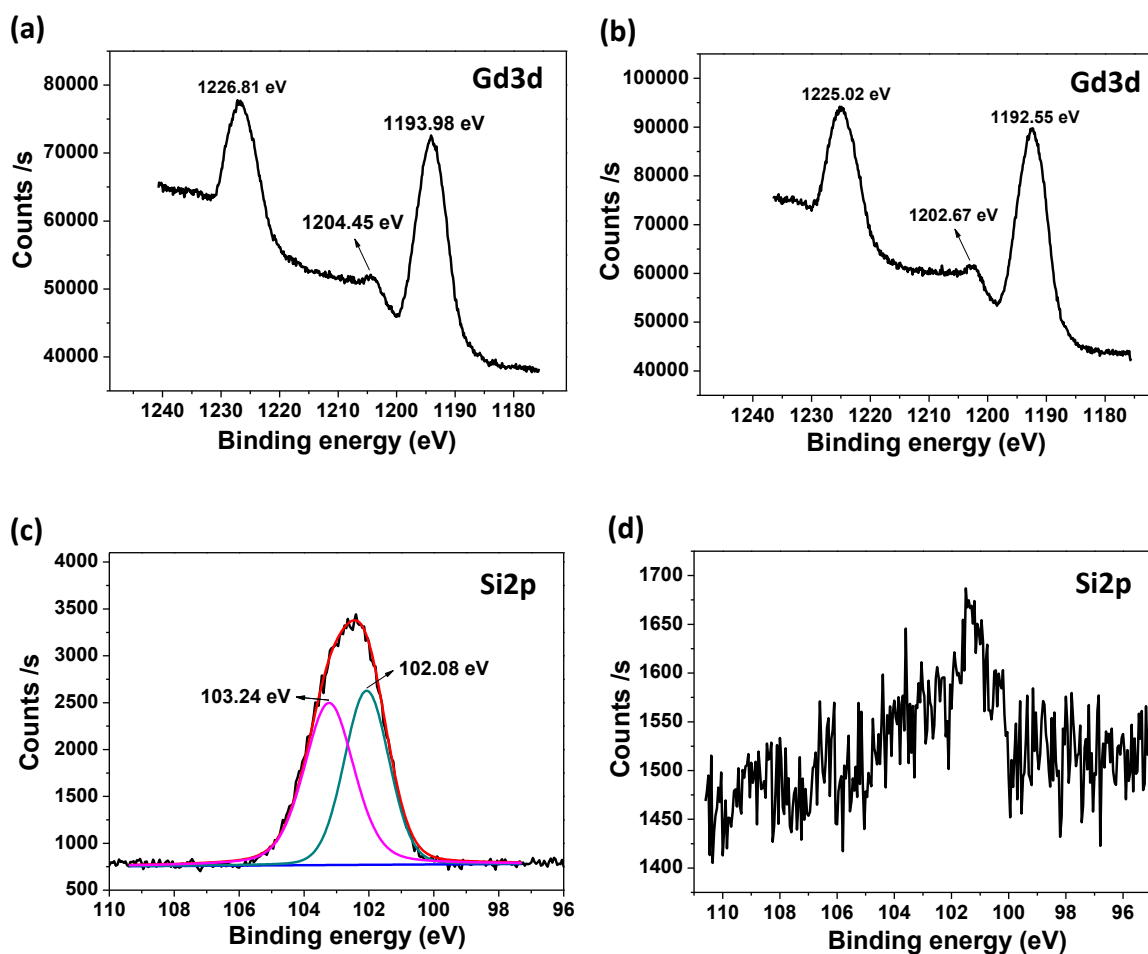 (a)
Gd3d
1226.81 eV
1193.98 eV
1204.45 eV
80000
70000
60000
50000
40000
Counts /s
1240 1230 1220 1210 1200 1190 1180
Binding energy (eV)
(b)
Gd3d
1225.02 eV
1192.55 eV
1202.67 eV
100000
90000
80000
70000
60000
50000
40000
Counts /s
1240 1230 1220 1210 1200 1190 1180
Binding energy (eV)
(c)
Si2p
103.24 eV
102.08 eV
4000
3500
3000
2500
2000
1500
1000
500
Counts /s
110 108 106 104 102 100 98 96
Binding energy (eV)
(d)
Si2p
1700
1650
1600
1550
1500
1450
1400
Counts /s
110 108 106 104 102 100 98 96
Binding energy (eV)